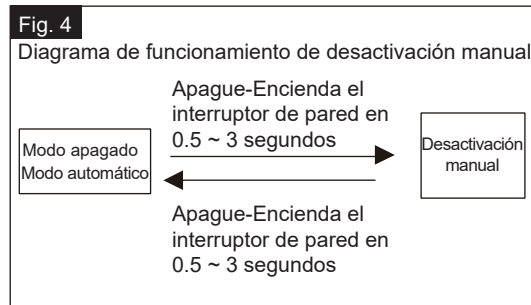 Fig. 4
Diagrama de funcionamiento de desactivación manual
Apague-Encienda el
interruptor de pared en
0.5 ~ 3 segundos
Modo apagado
Modo automático
Desactivación
manual
Apague-Encienda el
interruptor de pared en
0.5 ~ 3 segundos